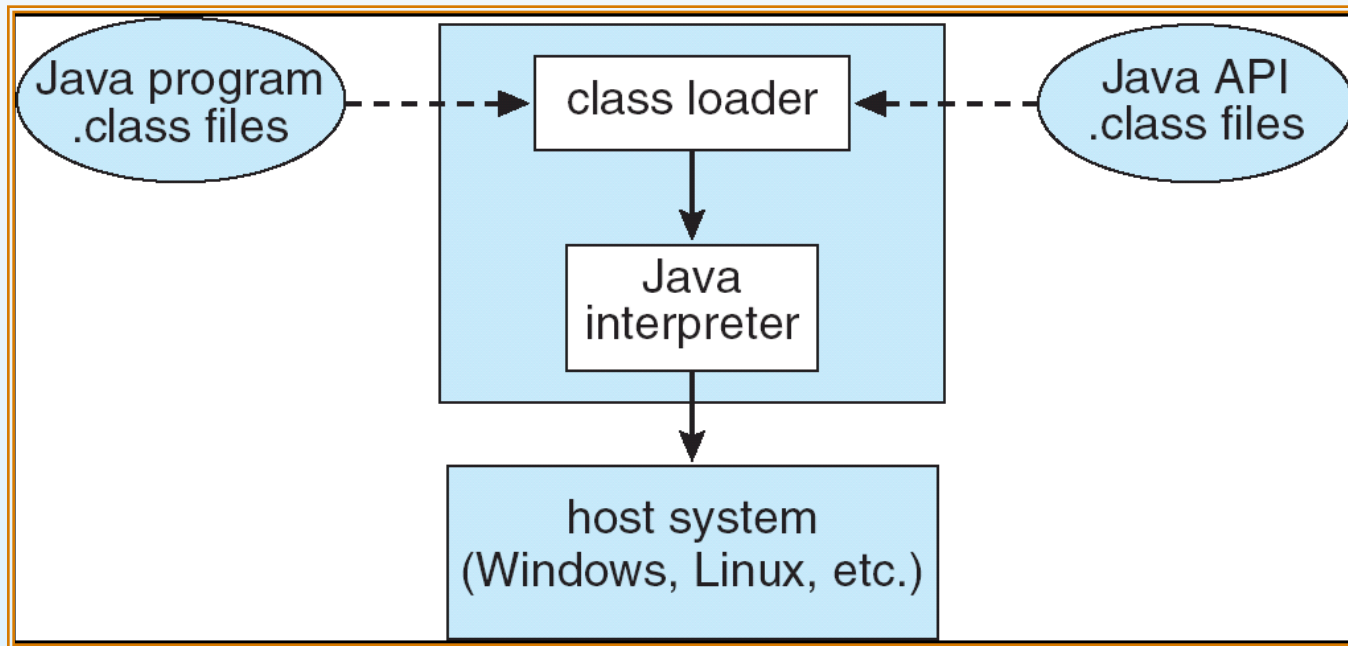 Java program
.class files
class loader
Java API
.class files
Java
interpreter
host system
(Windows, Linux, etc.)